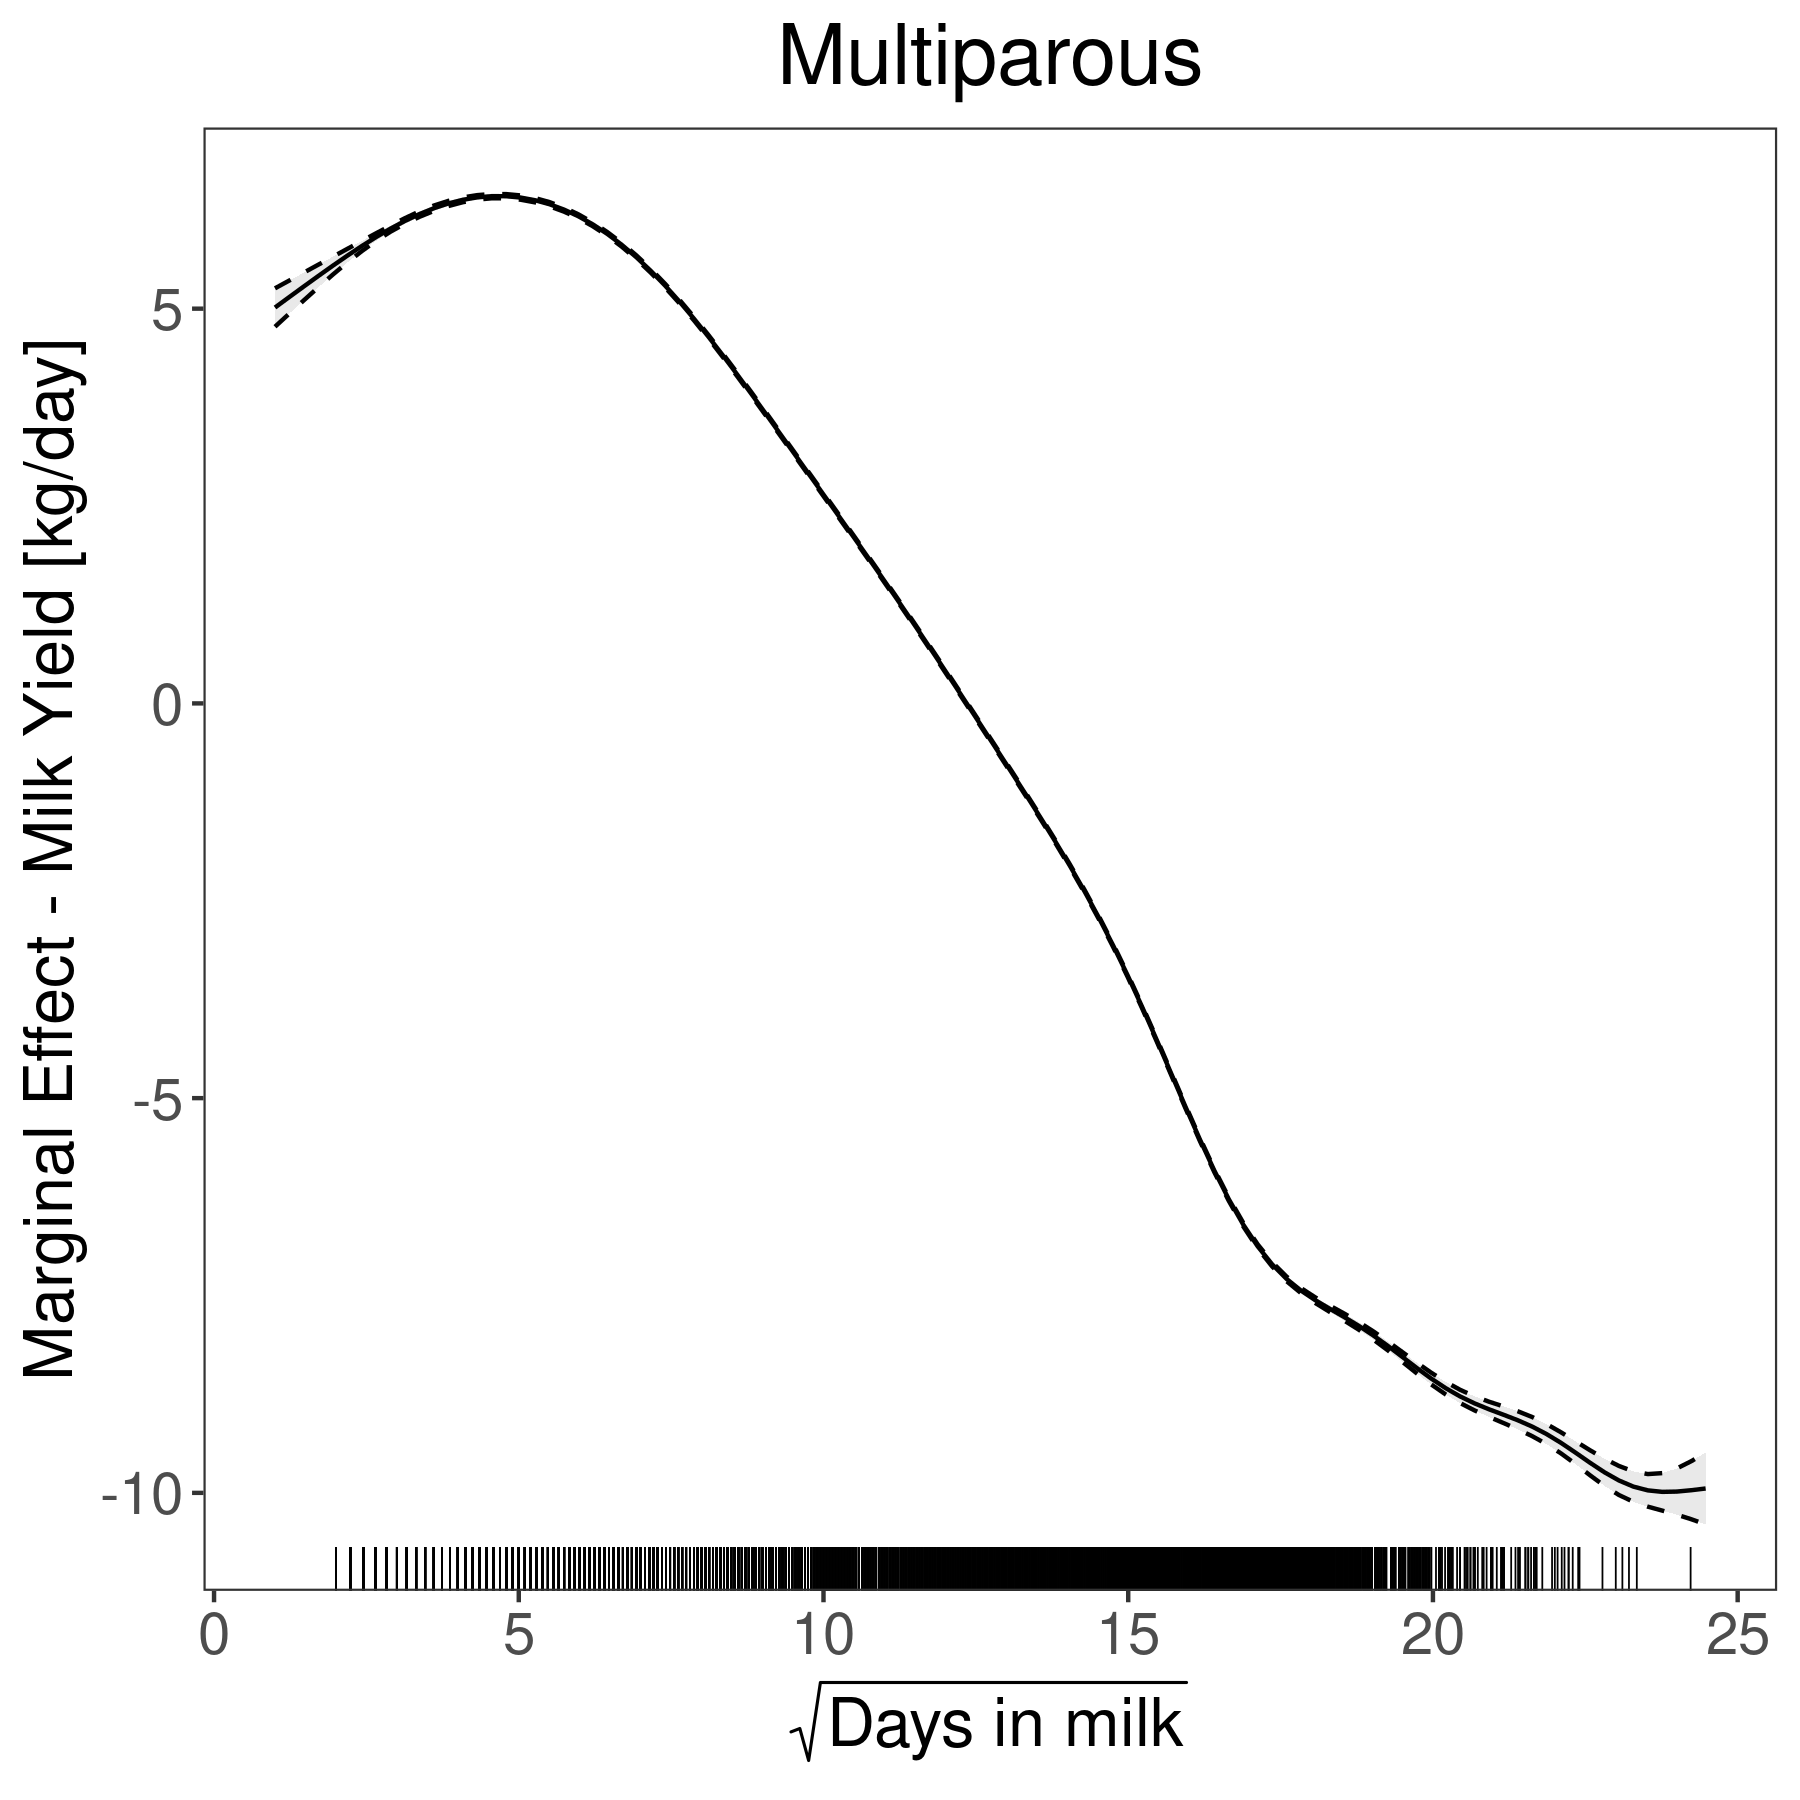 Multiparous
Marginal Effect - Milk Yield [kg/day]
5
0
-5
-10
0 5 10 15 20 25
√Days in milk